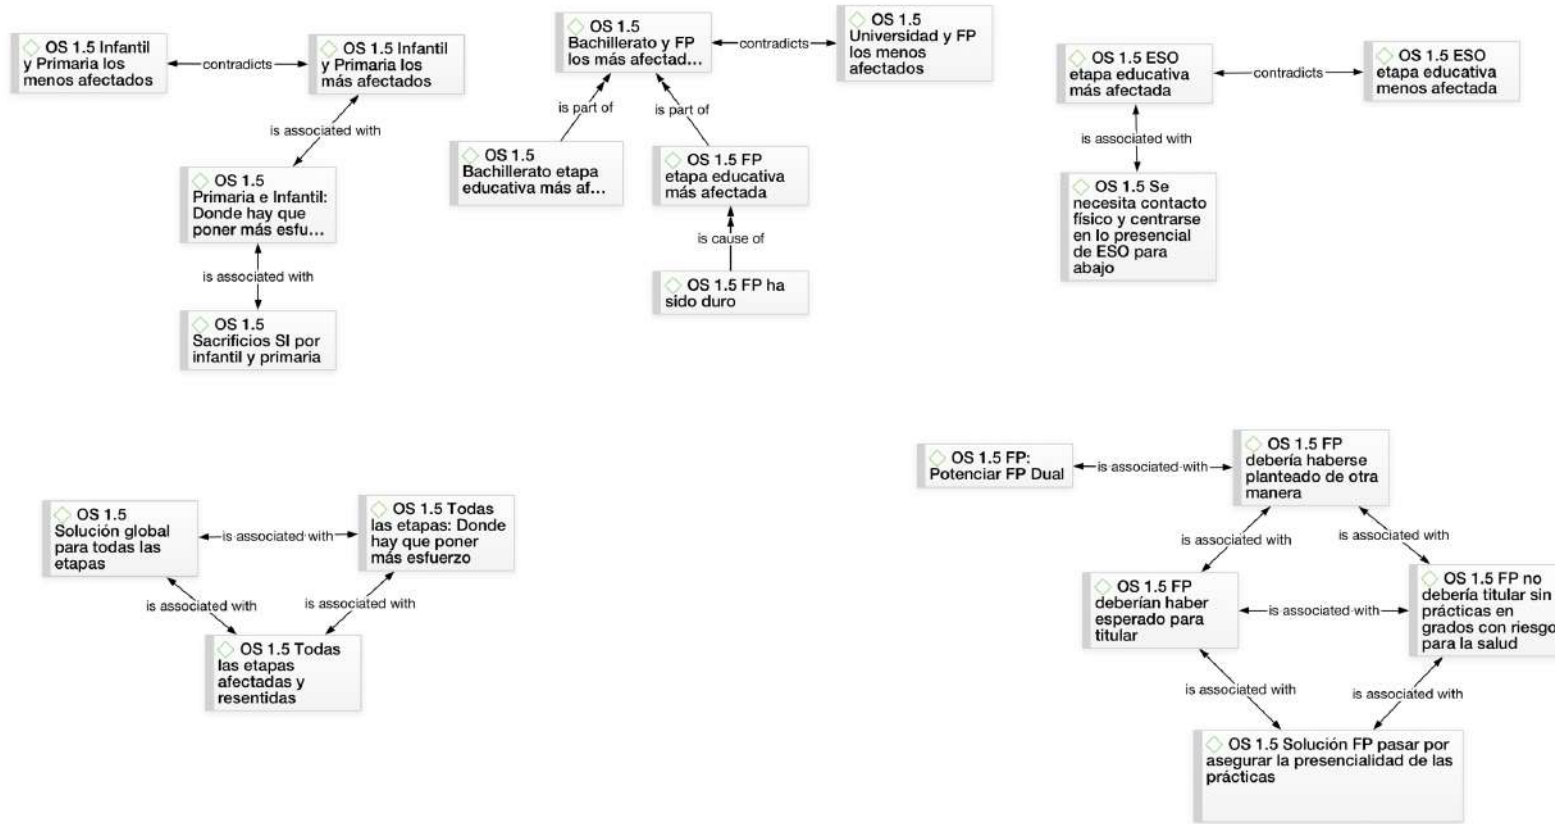 OS 1.5 Infantil
y Primaria los
menos afectados
contradicts
OS 1.5 Infantil
y Primaria los
más afectados
is associated with
OS 1.5
Primaria e Infantil:
Donde hay que
poner más esfu...
is associated with
OS 1.5
Sacrificios SI por
infantil y primaria
OS 1.5
Bachillerato y FP
los más afectad...
contradicts
OS 1.5
Universidad y FP
los menos
afectados
is part of
is part of
OS 1.5
Bachillerato etapa
educativa más af...
OS 1.5 FP
etapa educativa
más afectada
is cause of
OS 1.5 FP ha
sido duro
OS 1.5 ESO
etapa educativa
más afectada
contradicts
OS 1.5 ESO
etapa educativa
menos afectada
is associated with
OS 1.5 Se
necesita contacto
físico y centrarse
en lo presencial
de ESO para
abajo
OS 1.5
Solución global
para todas las
etapas
is associated with
OS 1.5 Todas
las etapas: Donde
hay que poner
más esfuerzo
is associated with
is associated with
OS 1.5 Todas
las etapas
afectadas y
resentidas
OS 1.5 FP:
Potenciar FP Dual
is associated with
OS 1.5 FP
debería haberse
planteado de otra
manera
is associated with
is associated with
OS 1.5 FP
deberían haber
esperado para
titular
is associated with
OS 1.5 FP no
debería titular sin
prácticas en
grados con riesgo
para la salud
is associated with
is associated with
OS 1.5 Solución FP pasar por
asegurar la presencialidad de las
prácticas